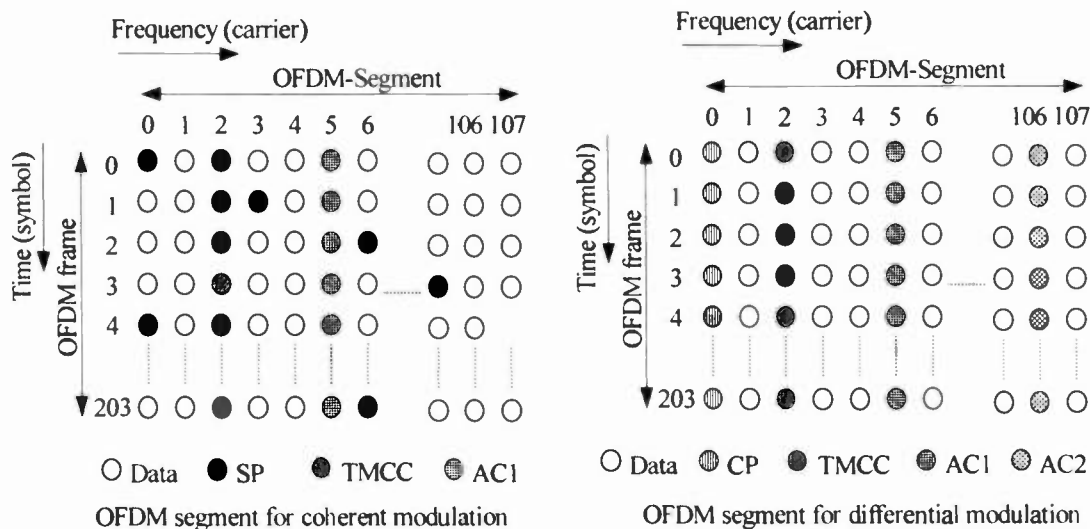 Frequency (carrier)
OFDM-Segment
0 1 2 3 4 5 6 106 107
Time (symbol)
OFDM frame
0
1
2
3
4
203
Data SP TMCC AC1
OFDM segment for coherent modulation
Frequency (carrier)
OFDM-Segment
0 1 2 3 4 5 6 106 107
Time (symbol)
OFDM frame
0
1
2
3
4
203
Data CP TMCC AC1 AC2
OFDM segment for differential modulation